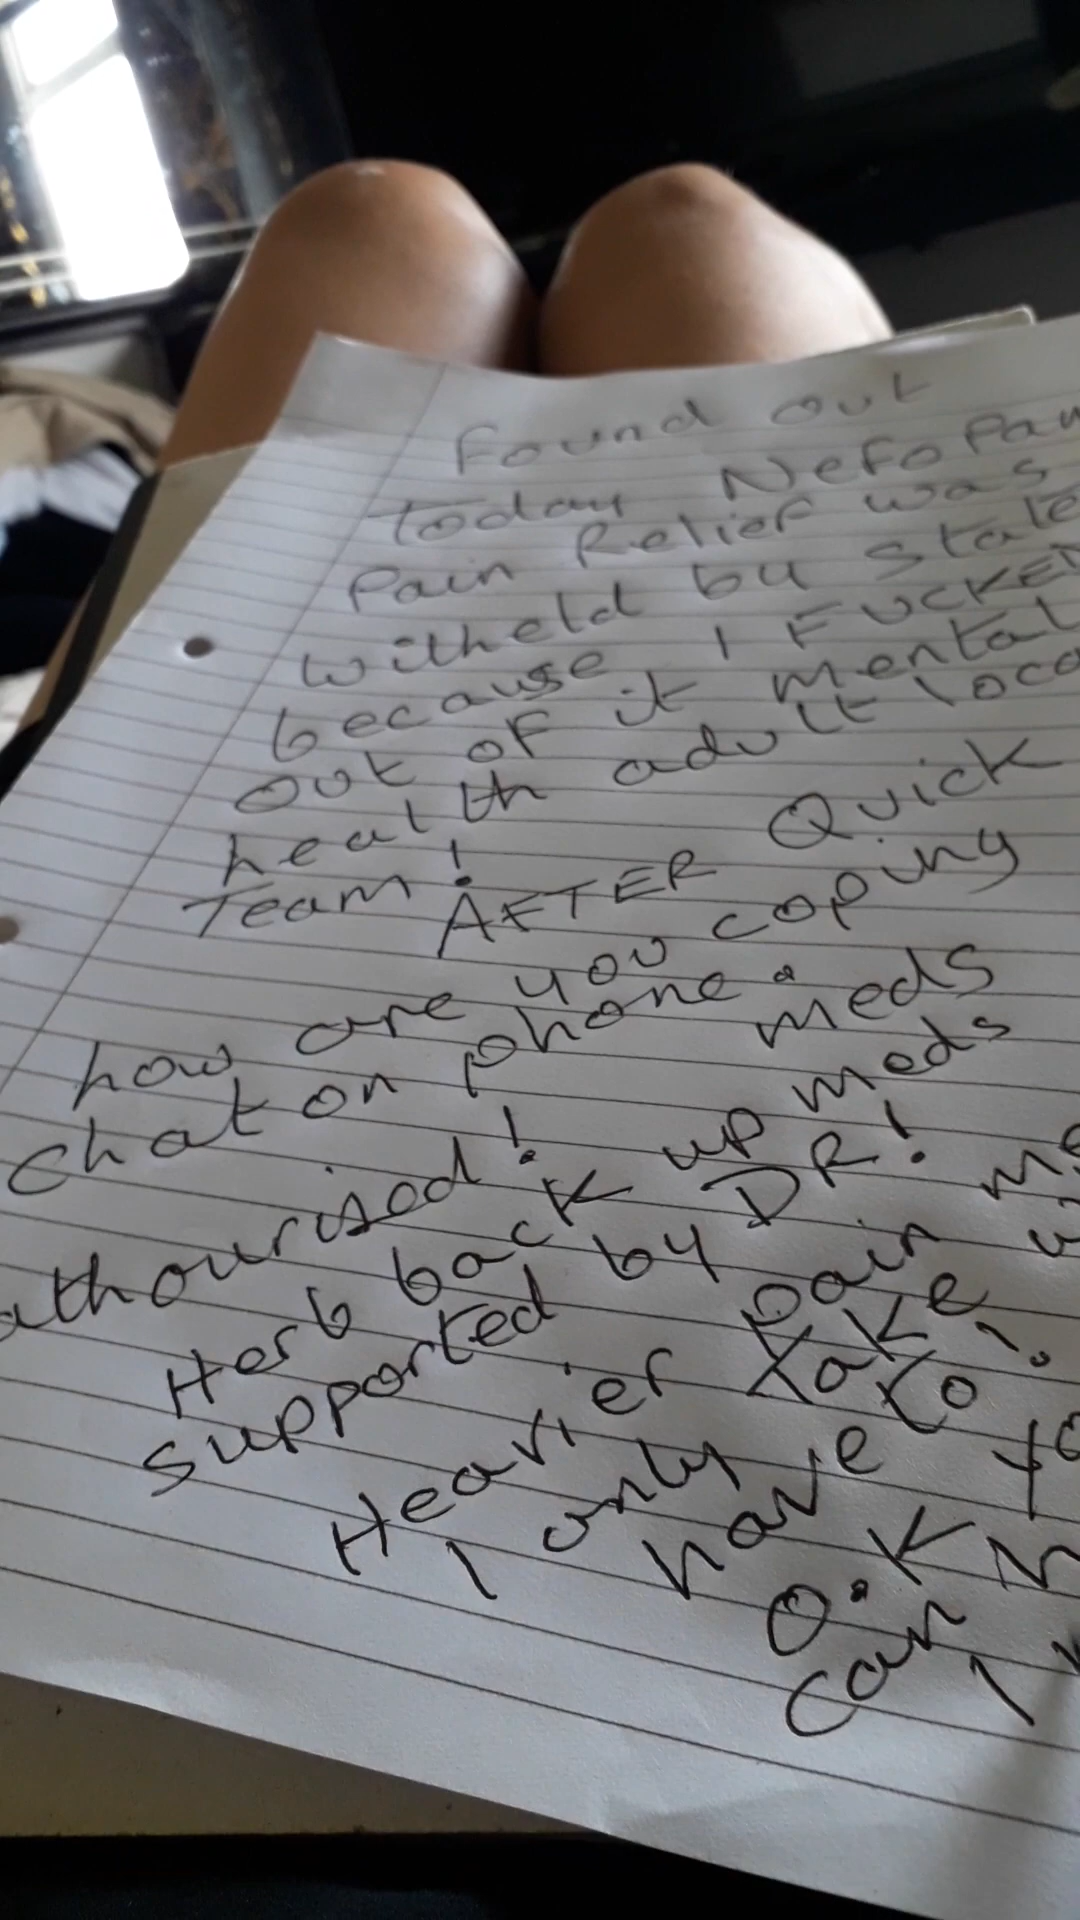 Found out
today Nefopam
Pain Relief was
witheld by state
because I FUCKED
out of it mental
health adult loca
Team! AFTER Quick
how are you coping
chat on phone. meds
athourised!
Herb back up meds
supported by DR!
Heavier pain me
I only take
have to!
O.K
can I